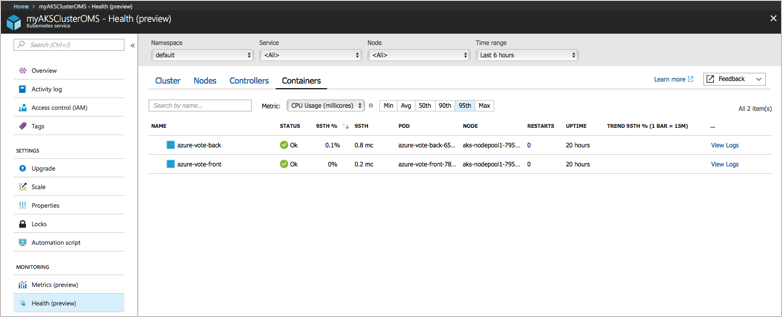 Home > myAKSClusterOMS - Health (preview)
myAKSClusterOMS - Health (preview)
Kubernetes service
Search (Ctrl+/)
Overview
Activity log
Access control (IAM)
Tags
SETTINGS
Upgrade
Scale
Properties
Locks
Automation script
MONITORING
Metrics (preview)
Health (preview)
Namespace Service Node Time range
default <All> <All> Last 6 hours
Cluster Nodes Controllers Containers Learn more Feedback
Search by name... Metric: CPU Usage (millicores) Min Avg 50th 90th 95th Max All 2 item(s)
NAME STATUS 95TH % 95TH POD NODE RESTARTS UPTIME TREND 95TH % (1 BAR = 15M) ...
azure-vote-back Ok 0.1% 0.8 mc azure-vote-back-65... aks-nodepool1-795... 0 20 hours View Logs
azure-vote-front Ok 0% 0.2 mc azure-vote-front-78... aks-nodepool1-795... 0 20 hours View Logs